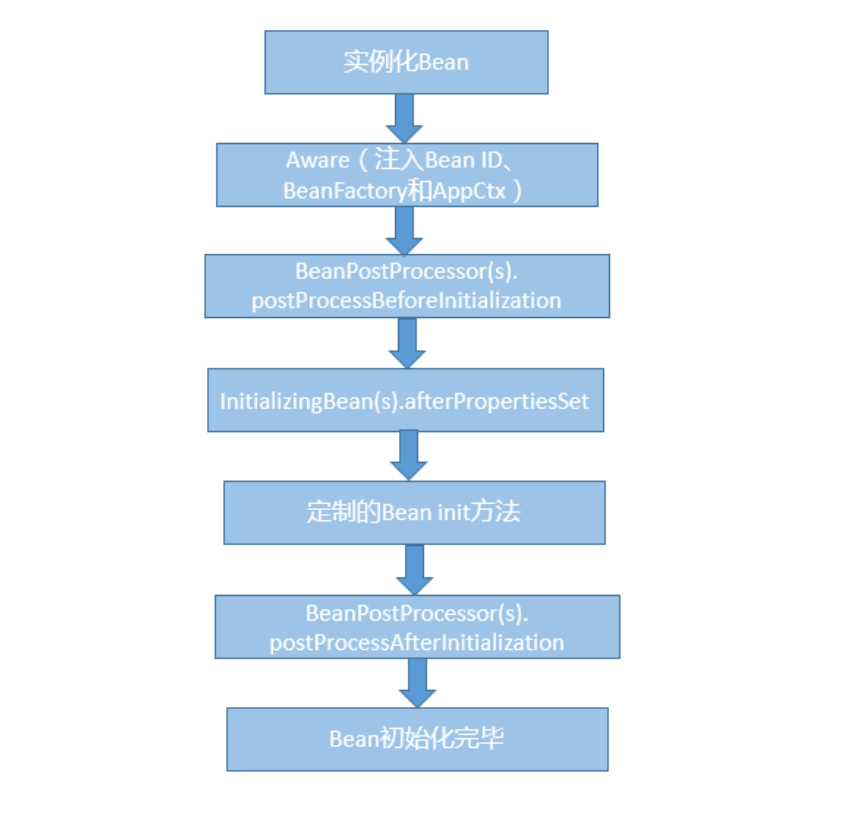 实例化Bean
Aware（注入Bean ID、
BeanFactory和AppCtx）
BeanPostProcessor(s).
postProcessBeforeInitialization
InitializingBean(s).afterPropertiesSet
定制的Bean init方法
BeanPostProcessor(s).
postProcessAfterInitialization
Bean初始化完毕